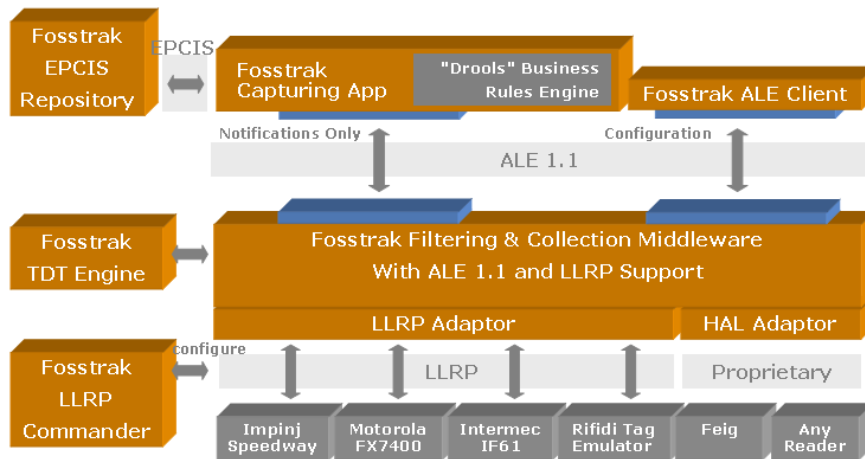 Fosstrak
EPCIS
Repository
EPCIS
Fosstrak
Capturing App
"Drools" Business
Rules Engine
Fosstrak ALE Client
Notifications Only
Configuration
ALE 1.1
Fosstrak
TDT Engine
Fosstrak Filtering & Collection Middleware
With ALE 1.1 and LLRP Support
LLRP Adaptor
HAL Adaptor
Fosstrak
LLRP
Commander
configure
LLRP
Proprietary
Impinj
Speedway
Motorola
FX7400
Intermec
IF61
Rifidi Tag
Emulator
Feig
Any
Reader